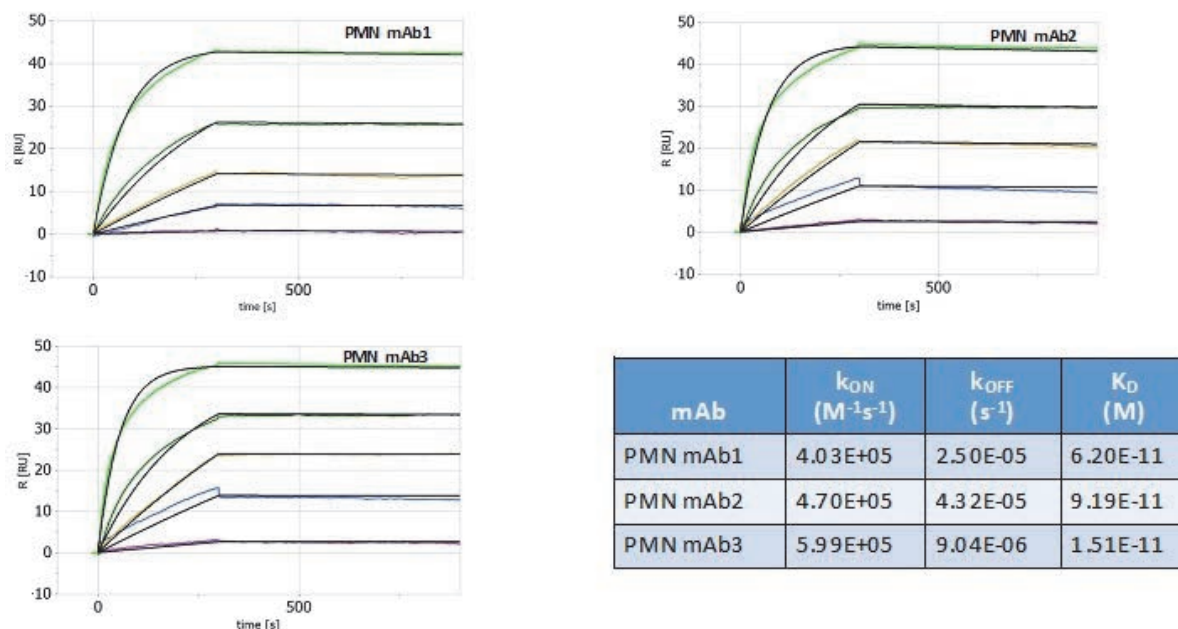 PMN mAb1
50
40
30
20
10
0
-10
R [RU]
0
500
time [s]
PMN mAb2
50
40
30
20
10
0
-10
R [RU]
0
500
time [s]
PMN mAb3
50
40
30
20
10
0
-10
R [RU]
0
500
time [s]
mAb kON (M-1s-1) kOFF (s-1) KD (M)
PMN mAb1 4.03E+05 2.50E-05 6.20E-11
PMN mAb2 4.70E+05 4.32E-05 9.19E-11
PMN mAb3 5.99E+05 9.04E-06 1.51E-11